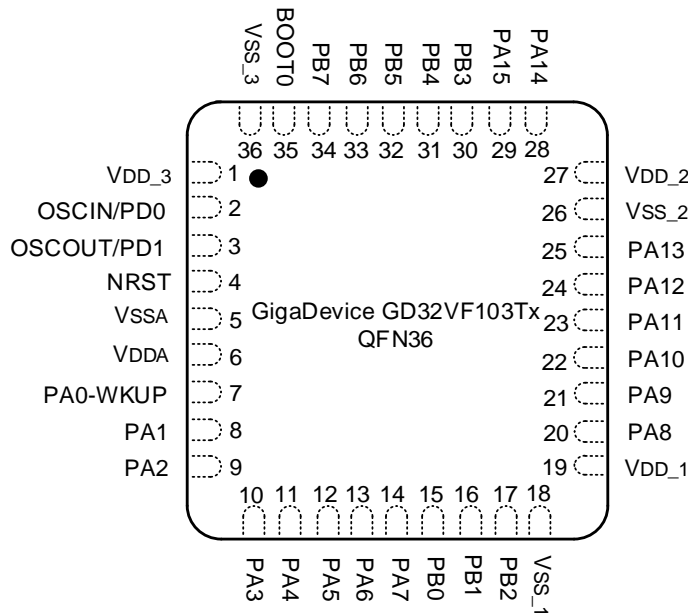 VSS_3
BOOT0
PB7
PB6
PB5
PB4
PB3
PA15
PA14
36 35 34 33 32 31 30 29 28
VDD_3 1
OSCIN/PD0 2
OSCOUT/PD1 3
NRST 4
VSSA 5
VDDA 6
PA0-WKUP 7
PA1 8
PA2 9
GigaDevice GD32VF103Tx
QFN36
27 VDD_2
26 VSS_2
25 PA13
24 PA12
23 PA11
22 PA10
21 PA9
20 PA8
19 VDD_1
10 11 12 13 14 15 16 17 18
PA3
PA4
PA5
PA6
PA7
PB0
PB1
PB2
VSS_1